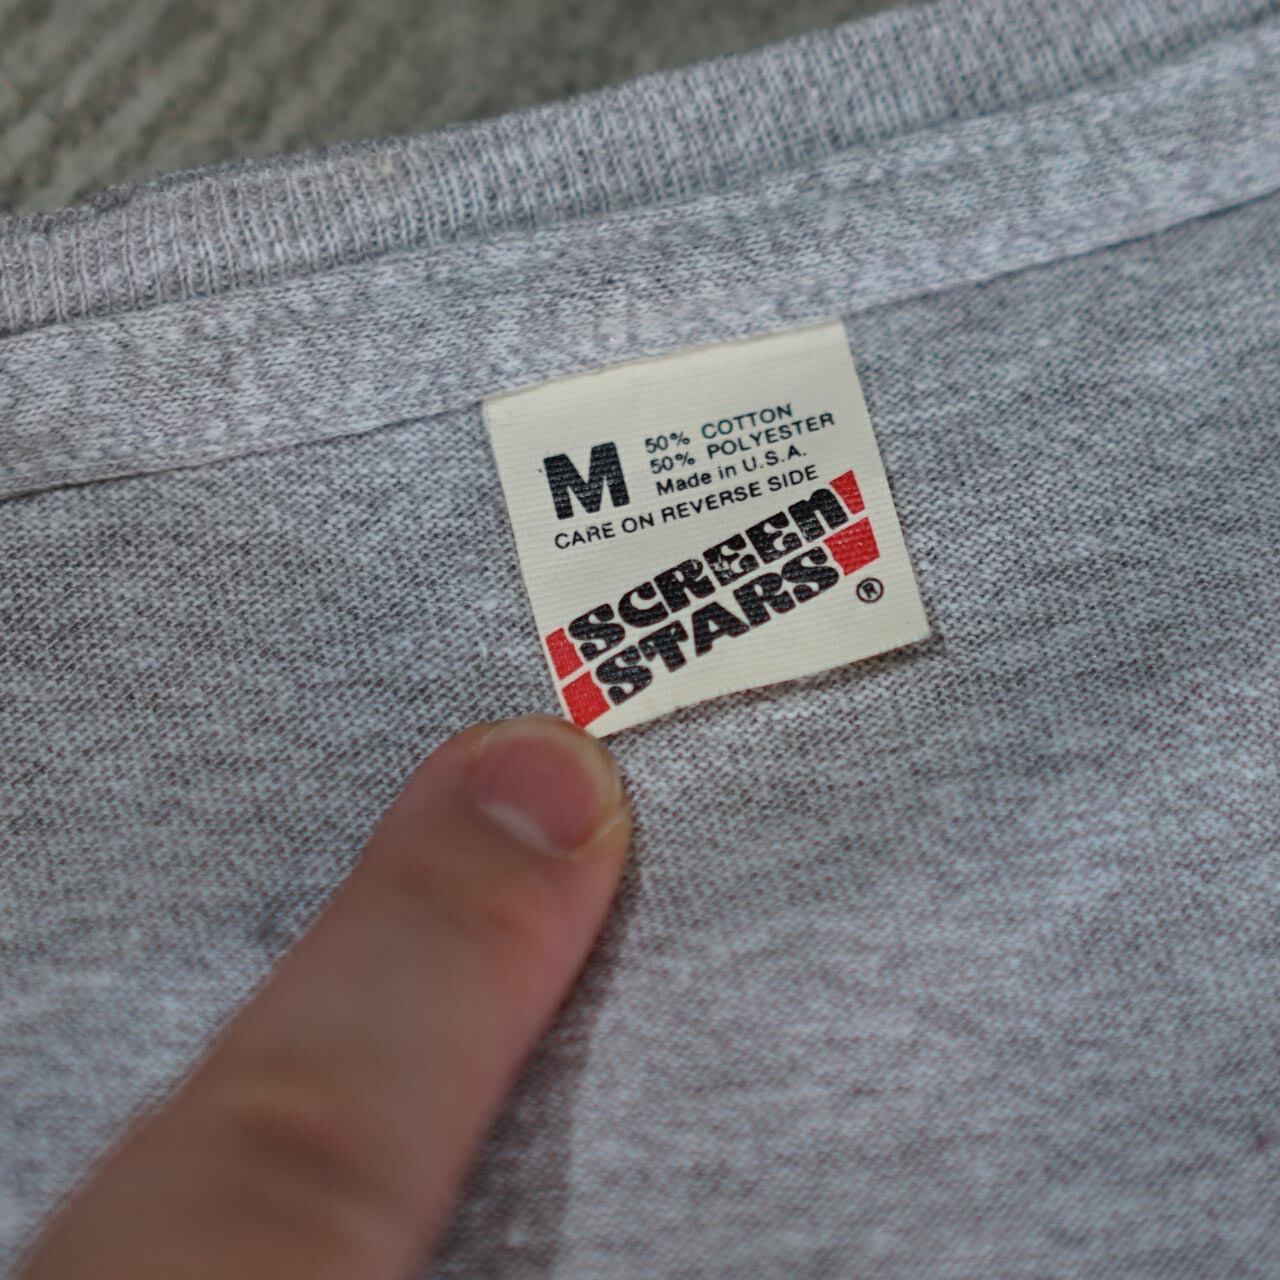 M
50% COTTON
50% POLYESTER
Made in U.S.A.
CARE ON REVERSE SIDE
SCREEn
STARS
®